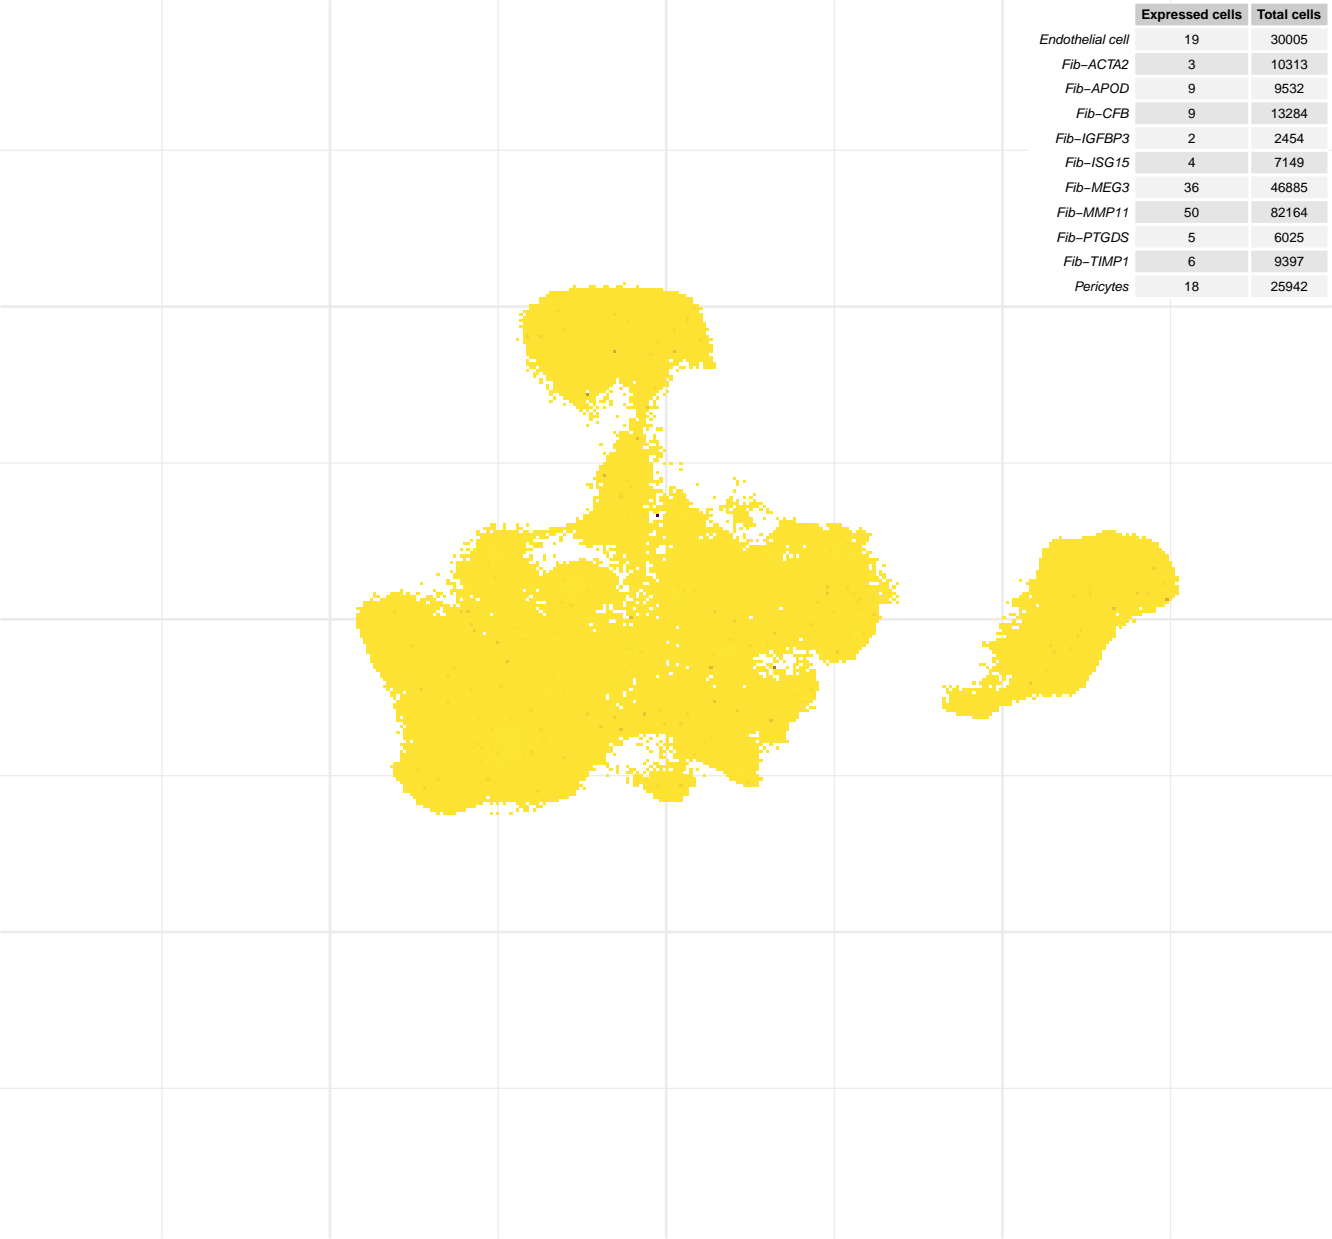 Expressed cells Total cells
Endothelial cell 19 30005
Fib−ACTA2 3 10313
Fib−APOD 9 9532
Fib−CFB 9 13284
Fib−IGFBP3 2 2454
Fib−ISG15 4 7149
Fib−MEG3 36 46885
Fib−MMP11 50 82164
Fib−PTGDS 5 6025
Fib−TIMP1 6 9397
Pericytes 18 25942